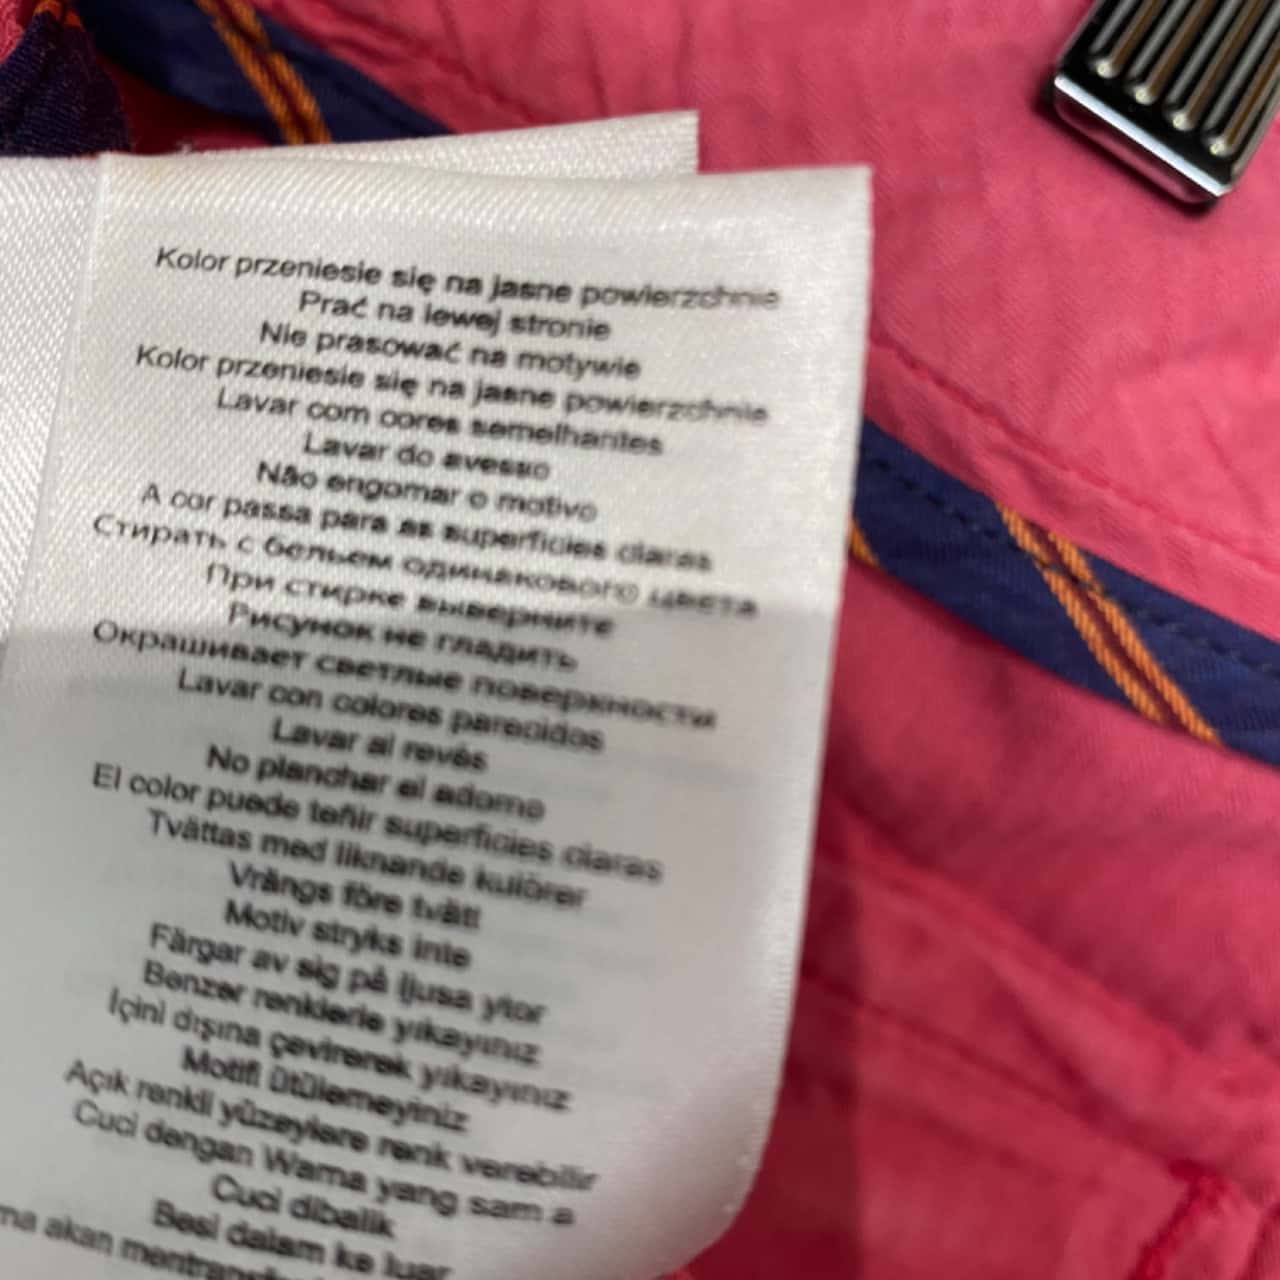 Kolor przeniesie się na jasne powierzchnie
Prać na lewej stronie
Nie prasować na motywie
Kolor przeniesie się na jasne powierzchnie
Lavar com cores semelhantes
Lavar do avesso
Não engomar o motivo
A cor passa para as superfícies claras
Стирать с бельем одинакового цвета
При стирке выверните
Рисунок не гладить
Окрашивает светлые поверхности
Lavar con colores parecidos
Lavar al revés
No planchar el adorno
El color puede teñir superficies claras
Tvättas med liknande kulörer
Vrängs före tvätt
Motiv stryks inte
Färgar av sig på ljusa ytor
Benzer renklerle yıkayınız
İçini dışına çevirerek yıkayınız
Motifi ütülemeyiniz
Açık renkli yüzeylere renk verebilir
Cuci dengan Warna yang sam a
Cuci dibalik
Besi dalam ke luar
akan